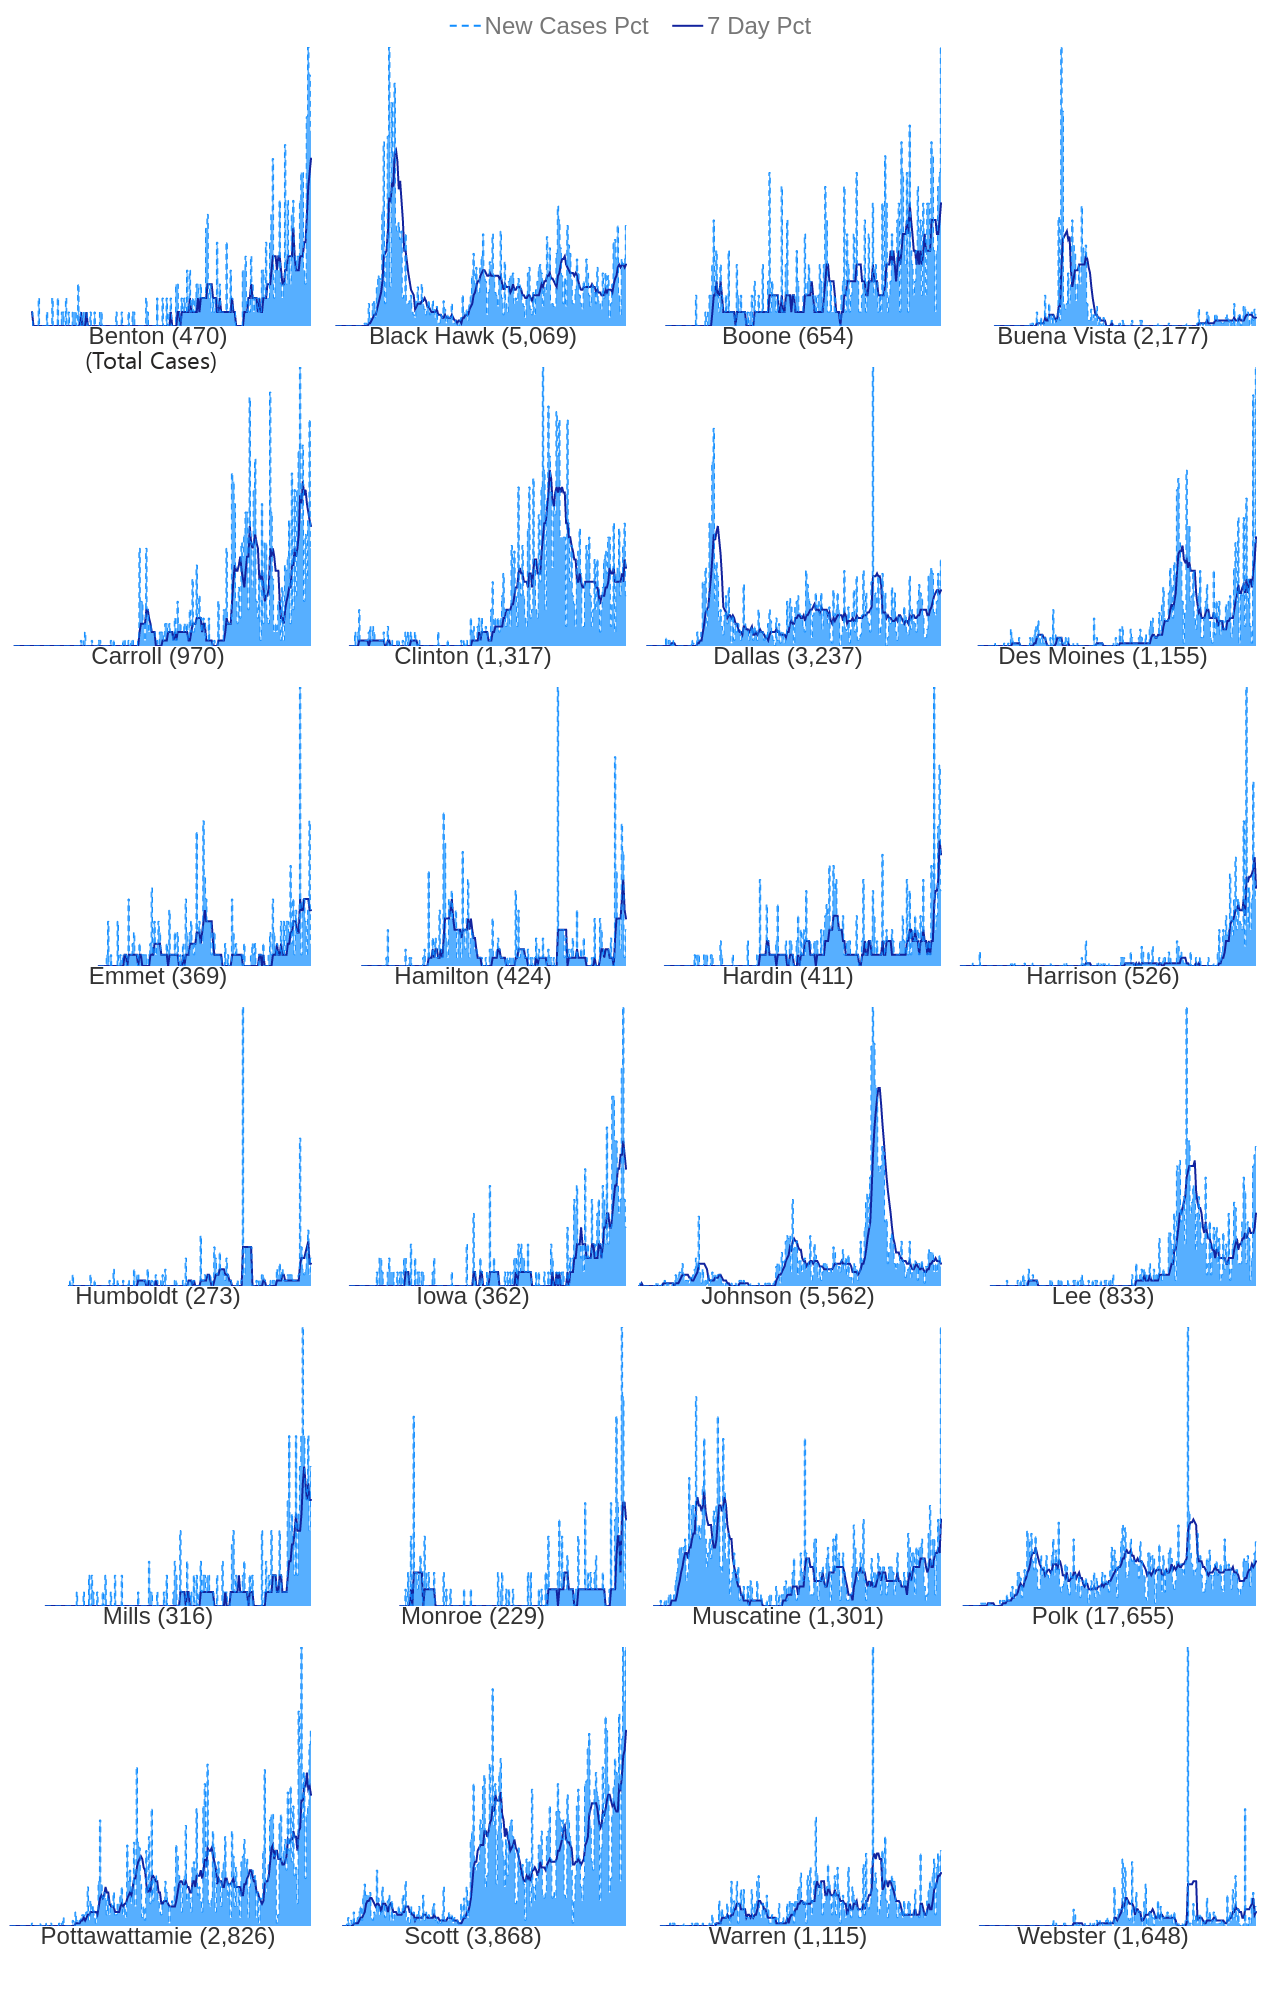 New Cases Pct 7 Day Pct
Benton (470) Black Hawk (5,069) Boone (654) Buena Vista (2,177)
(Total Cases)
Carroll (970) Clinton (1,317) Dallas (3,237) Des Moines (1,155)
Emmet (369) Hamilton (424) Hardin (411) Harrison (526)
Humboldt (273) Iowa (362) Johnson (5,562) Lee (833)
Mills (316) Monroe (229) Muscatine (1,301) Polk (17,655)
Pottawattamie (2,826) Scott (3,868) Warren (1,115) Webster (1,648)